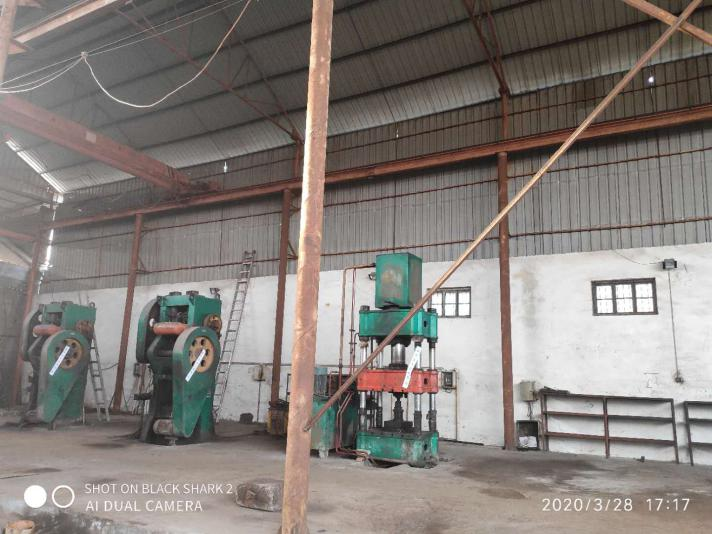 SHOT ON BLACK SHARK 2
AI DUAL CAMERA
2020/3/28 17:17